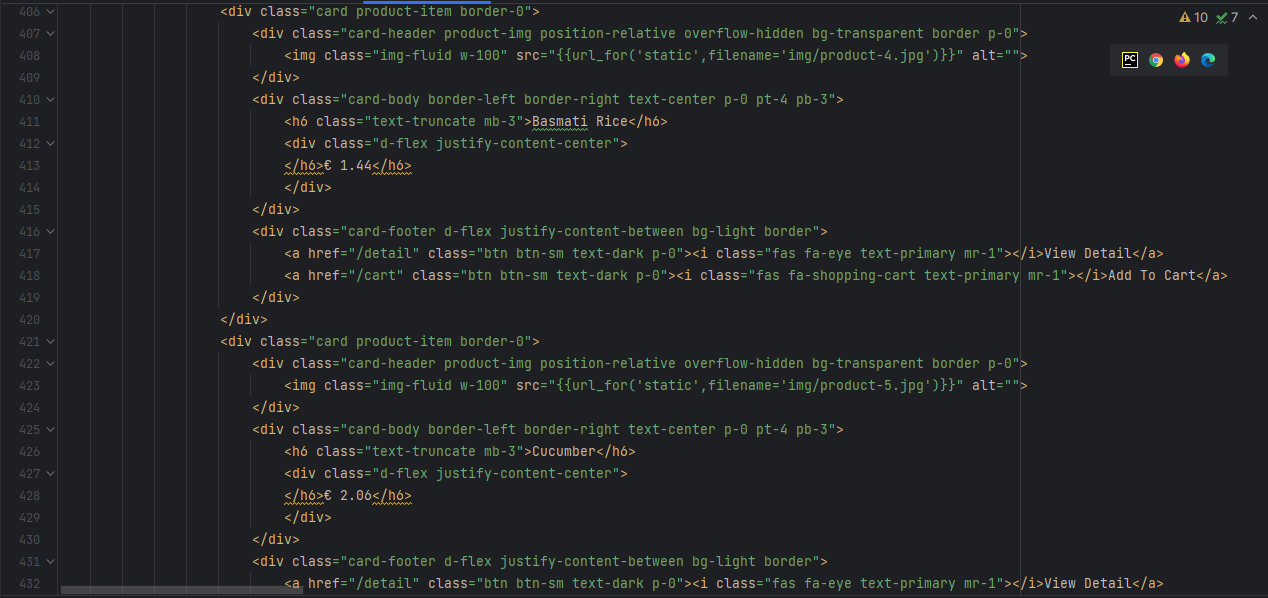 406 <div class="card product-item border-0">
407 <div class="card-header product-img position-relative overflow-hidden bg-transparent border p-0">
408 <img class="img-fluid w-100" src="{{url_for('static',filename='img/product-4.jpg')}}" alt="">
409 </div>
410 <div class="card-body border-left border-right text-center p-0 pt-4 pb-3">
411 <h6 class="text-truncate mb-3">Basmati Rice</h6>
412 <div class="d-flex justify-content-center">
413 </h6>€ 1.44</h6>
414 </div>
415 </div>
416 <div class="card-footer d-flex justify-content-between bg-light border">
417 <a href="/detail" class="btn btn-sm text-dark p-0"><i class="fas fa-eye text-primary mr-1"></i>View Detail</a>
418 <a href="/cart" class="btn btn-sm text-dark p-0"><i class="fas fa-shopping-cart text-primary mr-1"></i>Add To Cart</a>
419 </div>
420 </div>
421 <div class="card product-item border-0">
422 <div class="card-header product-img position-relative overflow-hidden bg-transparent border p-0">
423 <img class="img-fluid w-100" src="{{url_for('static',filename='img/product-5.jpg')}}" alt="">
424 </div>
425 <div class="card-body border-left border-right text-center p-0 pt-4 pb-3">
426 <h6 class="text-truncate mb-3">Cucumber</h6>
427 <div class="d-flex justify-content-center">
428 </h6>€ 2.06</h6>
429 </div>
430 </div>
431 <div class="card-footer d-flex justify-content-between bg-light border">
432 <a href="/detail" class="btn btn-sm text-dark p-0"><i class="fas fa-eye text-primary mr-1"></i>View Detail</a>
10 7
PC